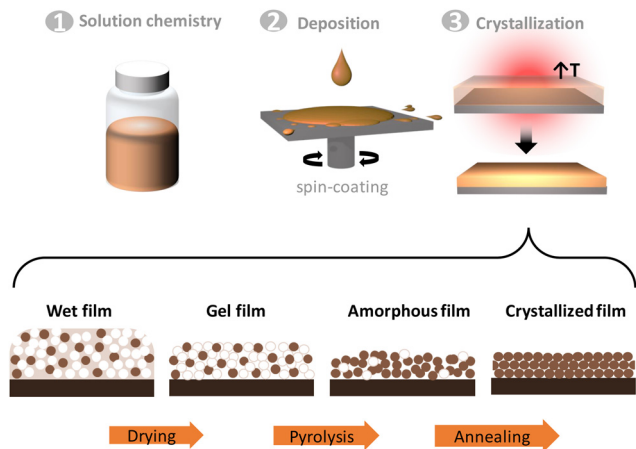 1 Solution chemistry
2 Deposition
3 Crystallization
↑T
spin-coating
Wet film
Gel film
Amorphous film
Crystallized film
Drying
Pyrolysis
Annealing